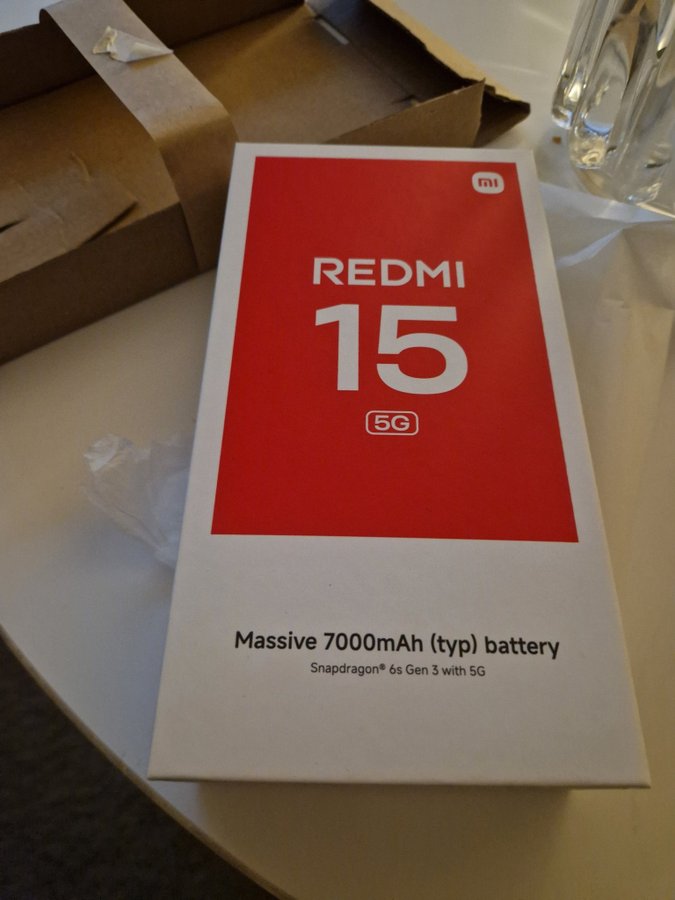 mi
REDMI
15
5G
Massive 7000mAh (typ) battery
Snapdragon® 6s Gen 3 with 5G